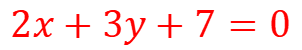 2x + 3y + 7 = 0